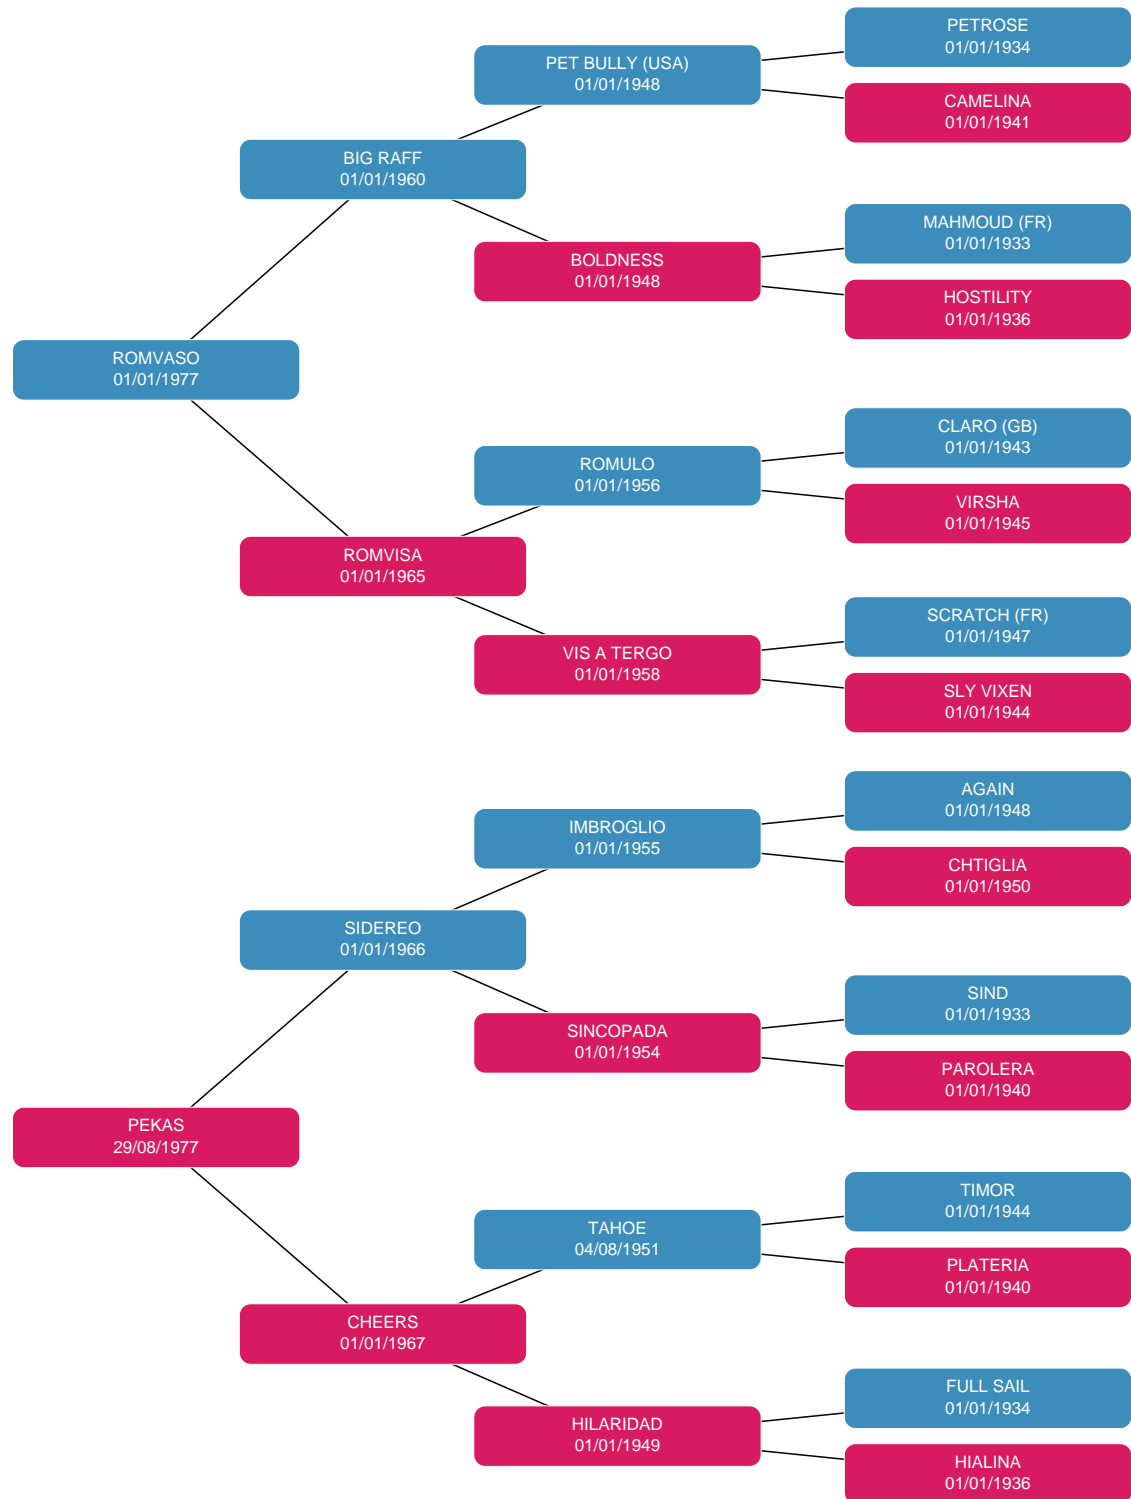 PETROSE
01/01/1934
PET BULLY (USA)
01/01/1948
CAMELINA
01/01/1941
BIG RAFF
01/01/1960
MAHMOUD (FR)
01/01/1933
BOLDNESS
01/01/1948
HOSTILITY
01/01/1936
ROMVASO
01/01/1977
CLARO (GB)
01/01/1943
ROMULO
01/01/1956
VIRSHA
01/01/1945
ROMVISA
01/01/1965
SCRATCH (FR)
01/01/1947
VIS A TERGO
01/01/1958
SLY VIXEN
01/01/1944
AGAIN
01/01/1948
IMBROGLIO
01/01/1955
CHTIGLIA
01/01/1950
SIDEREO
01/01/1966
SIND
01/01/1933
SINCOPADA
01/01/1954
PAROLERA
01/01/1940
PEKAS
29/08/1977
TIMOR
01/01/1944
TAHOE
04/08/1951
PLATERIA
01/01/1940
CHEERS
01/01/1967
FULL SAIL
01/01/1934
HILARIDAD
01/01/1949
HIALINA
01/01/1936